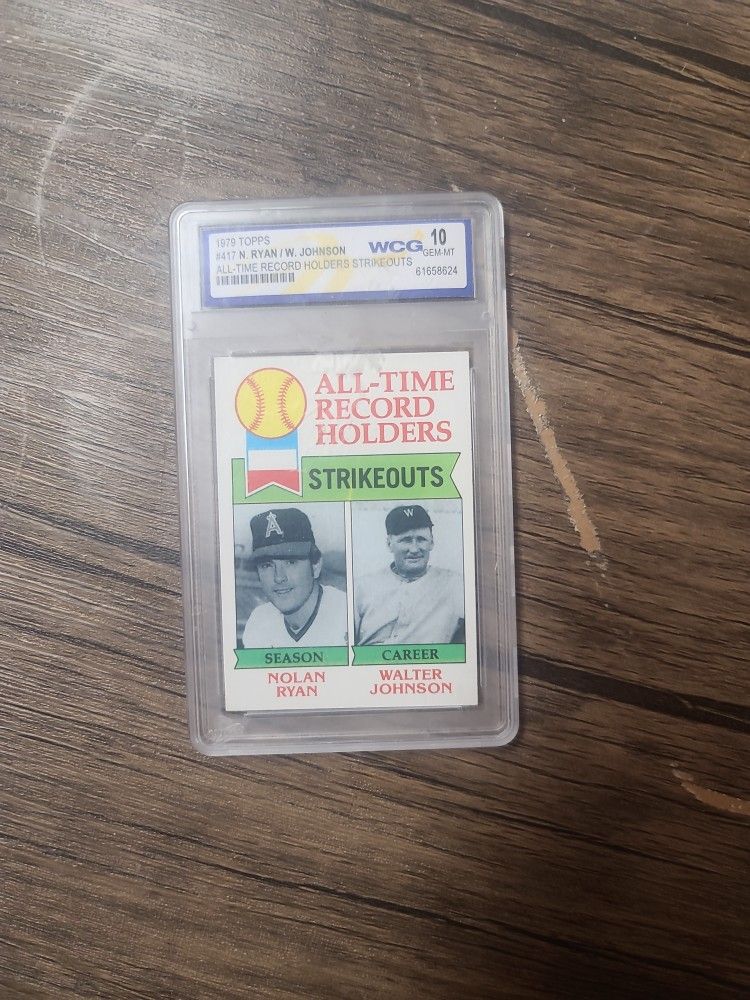 1979 TOPPS
#417 N. RYAN / W. JOHNSON
ALL-TIME RECORD HOLDERS STRIKEOUTS
WCG 10
GEM-MT
61658624
ALL-TIME
RECORD
HOLDERS
STRIKEOUTS
A
W
SEASON
CAREER
NOLAN
RYAN
WALTER
JOHNSON